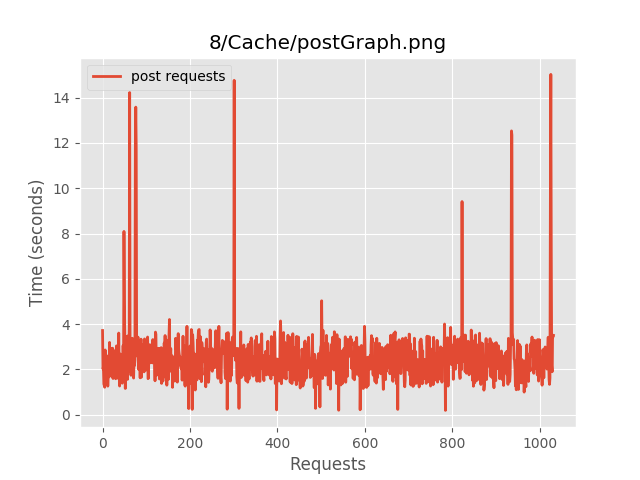 8/Cache/postGraph.png
post requests
14
12
10
8
6
4
2
0
Time (seconds)
0 200 400 600 800 1000
Requests